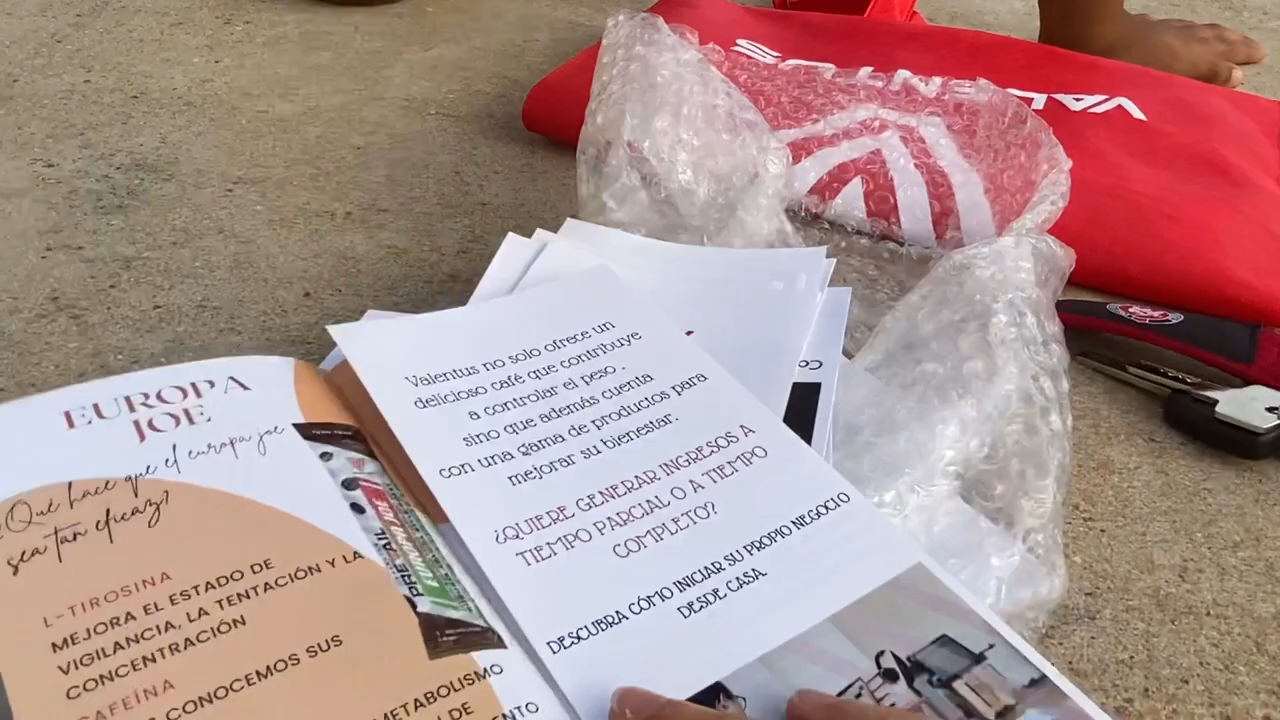 VALENTUS
EUROPA
JOE
¿Qué hace que el europa joe
sea tan eficaz?
L-TIROSINA
MEJORA EL ESTADO DE
VIGILANCIA, LA TENTACIÓN Y LA
CONCENTRACIÓN
CAFEÍNA
CONOCEMOS SUS
METABOLISMO
DE
Valentus no solo ofrece un
delicioso café que contribuye
a controlar el peso .
sino que además cuenta
con una gama de productos para
mejorar su bienestar.
¿QUIERE GENERAR INGRESOS A
TIEMPO PARCIAL O A TIEMPO
COMPLETO?
DESCUBRA CÓMO INICIAR SU PROPIO NEGOCIO
DESDE CASA.